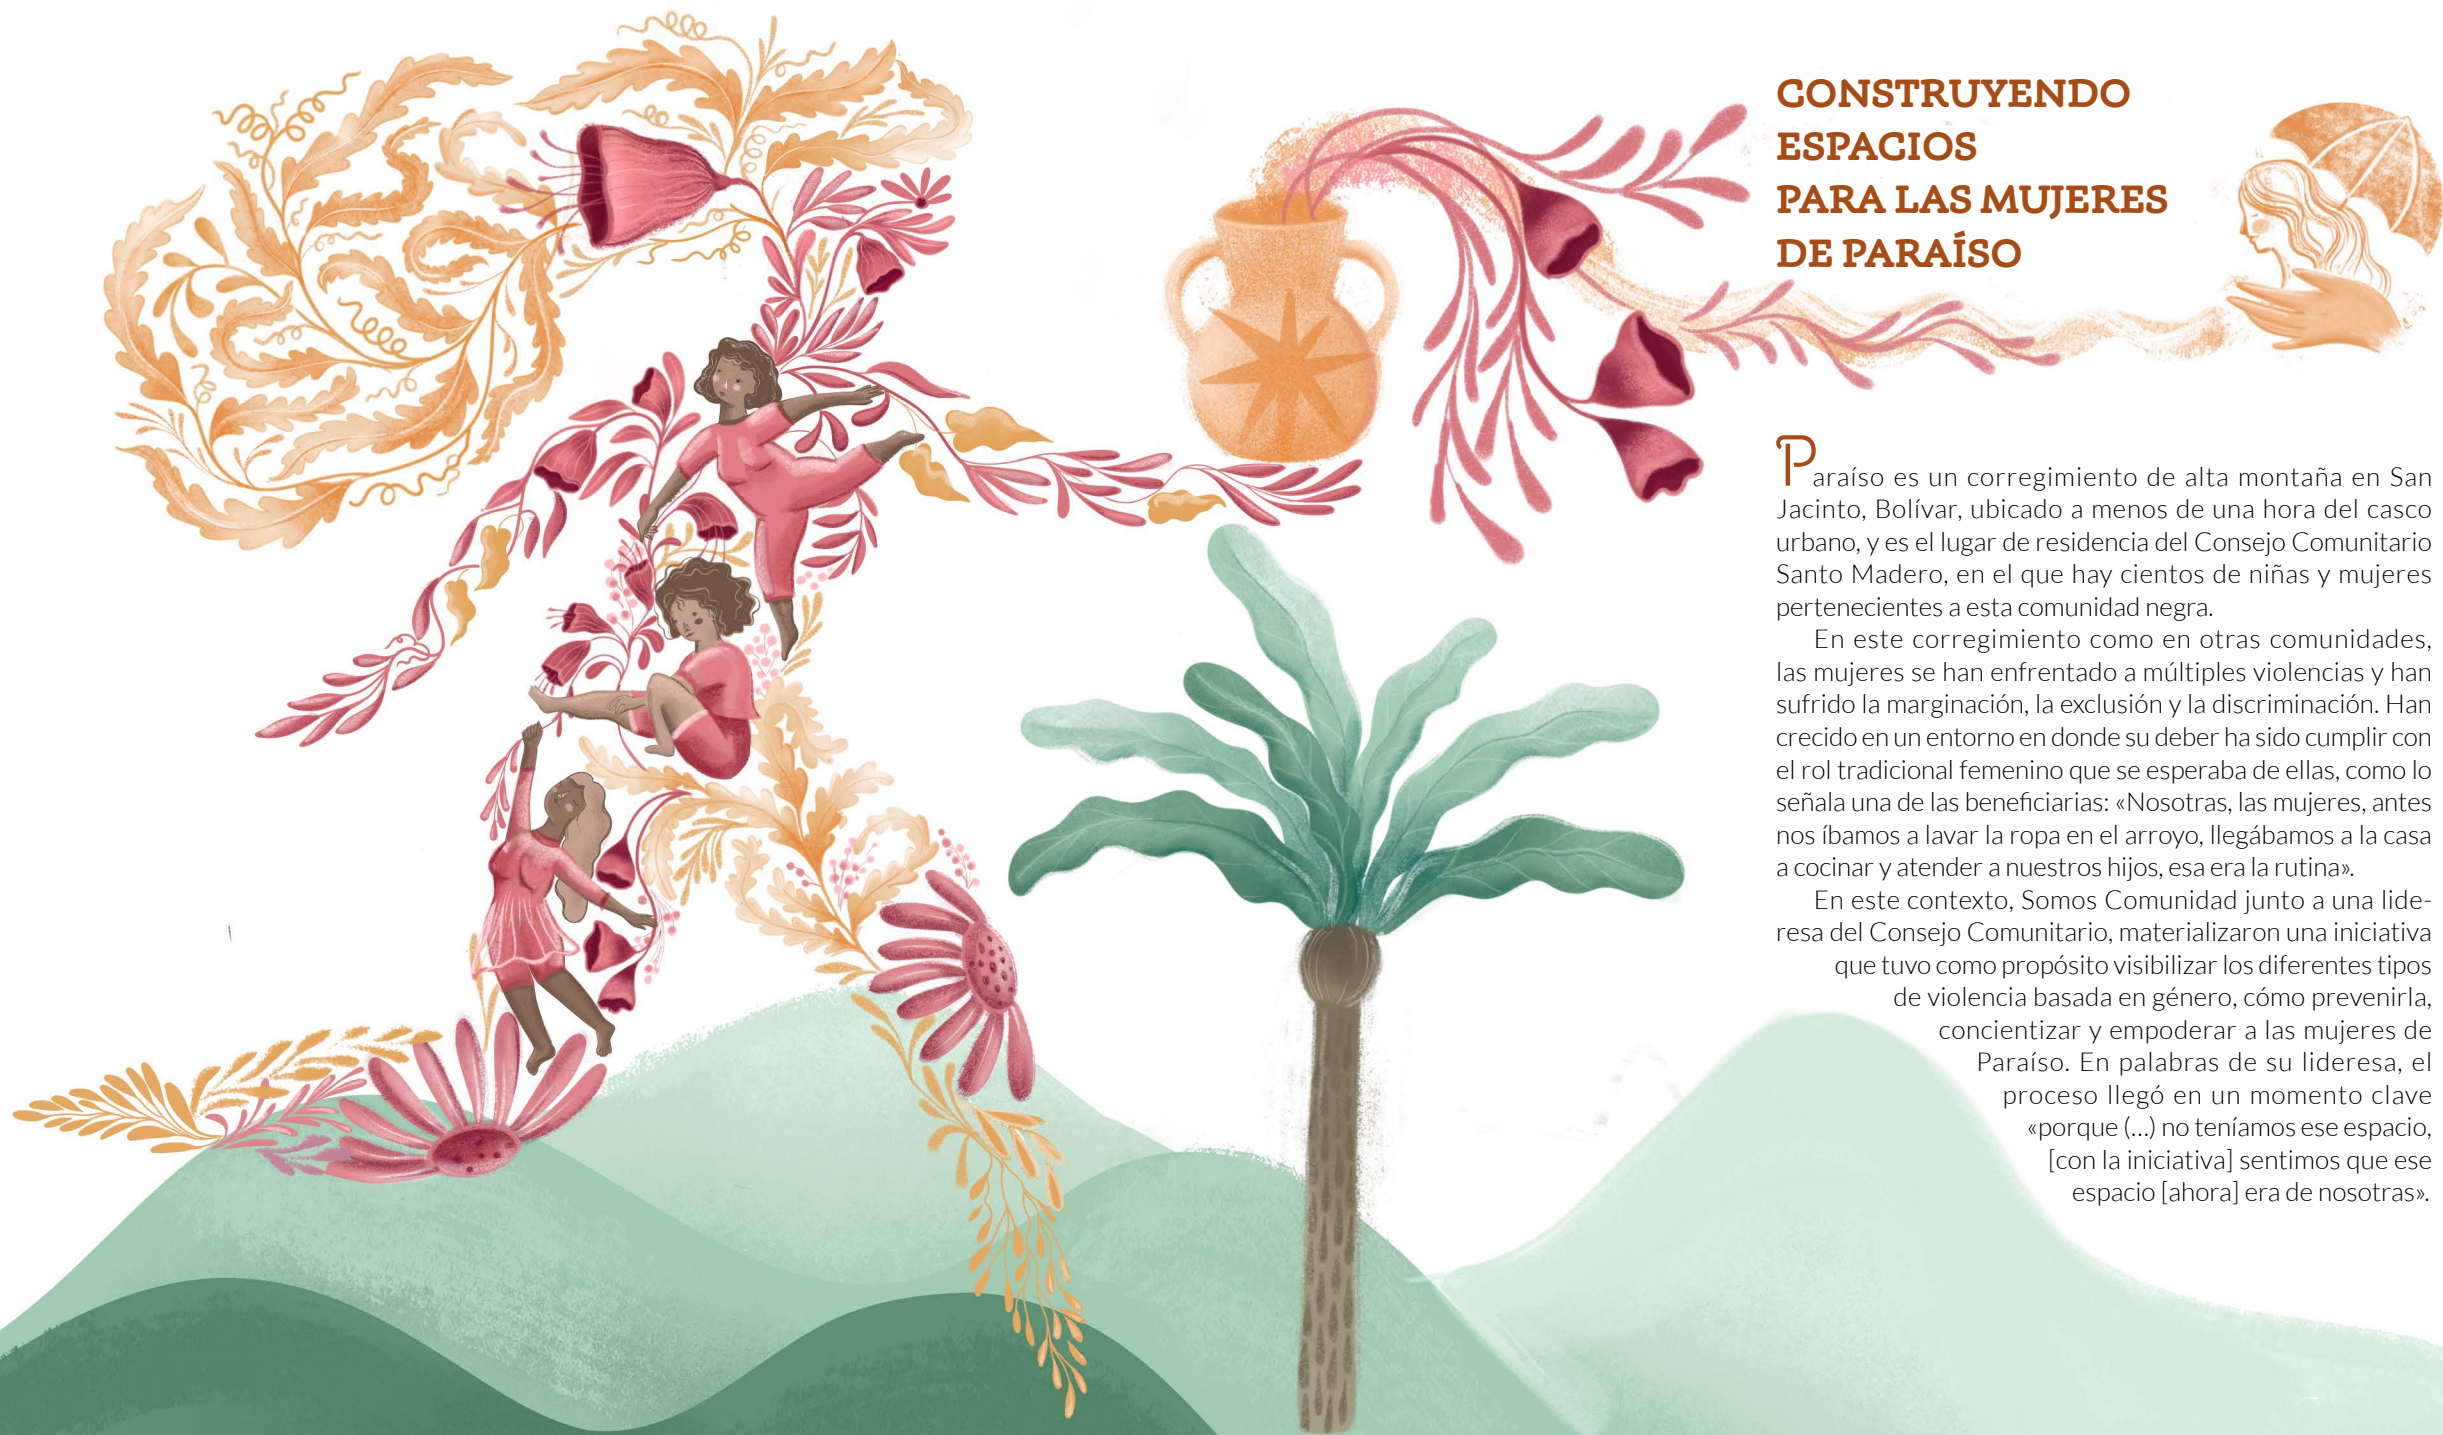 CONSTRUYENDO
ESPACIOS
PARA LAS MUJERES
DE PARAÍSO
Paraíso es un corregimiento de alta montaña en San
Jacinto, Bolívar, ubicado a menos de una hora del casco
urbano, y es el lugar de residencia del Consejo Comunitario
Santo Madero, en el que hay cientos de niñas y mujeres
pertenecientes a esta comunidad negra.
En este corregimiento como en otras comunidades,
las mujeres se han enfrentado a múltiples violencias y han
sufrido la marginación, la exclusión y la discriminación. Han
crecido en un entorno en donde su deber ha sido cumplir con
el rol tradicional femenino que se esperaba de ellas, como lo
señala una de las beneficiarias: «Nosotras, las mujeres, antes
nos íbamos a lavar la ropa en el arroyo, llegábamos a la casa
a cocinar y atender a nuestros hijos, esa era la rutina».
En este contexto, Somos Comunidad junto a una lide-
resa del Consejo Comunitario, materializaron una iniciativa
que tuvo como propósito visibilizar los diferentes tipos
de violencia basada en género, cómo prevenirla,
concientizar y empoderar a las mujeres de
Paraíso. En palabras de su lideresa, el
proceso llegó en un momento clave
«porque (...) no teníamos ese espacio,
[con la iniciativa] sentimos que ese
espacio [ahora] era de nosotras».